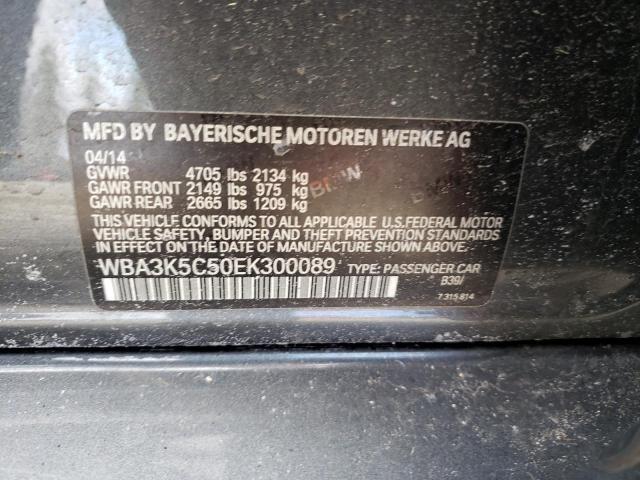 MFD BY BAYERISCHE MOTOREN WERKE AG
04/14
GVWR 4705 lbs 2134 kg
GAWR FRONT 2149 lbs 975 kg
GAWR REAR 2665 lbs 1209 kg
BMW
BMW
THIS VEHICLE CONFORMS TO ALL APPLICABLE U.S.FEDERAL MOTOR
VEHICLE SAFETY, BUMPER AND
THEFT PREVENTION STANDARDS
IN EFFECT ON THE DATE OF MANUFACTURE SHOWN ABOVE.
WBA3K5C50EK300089 TYPE: PASSENGER CAR
B39/
7 315 814